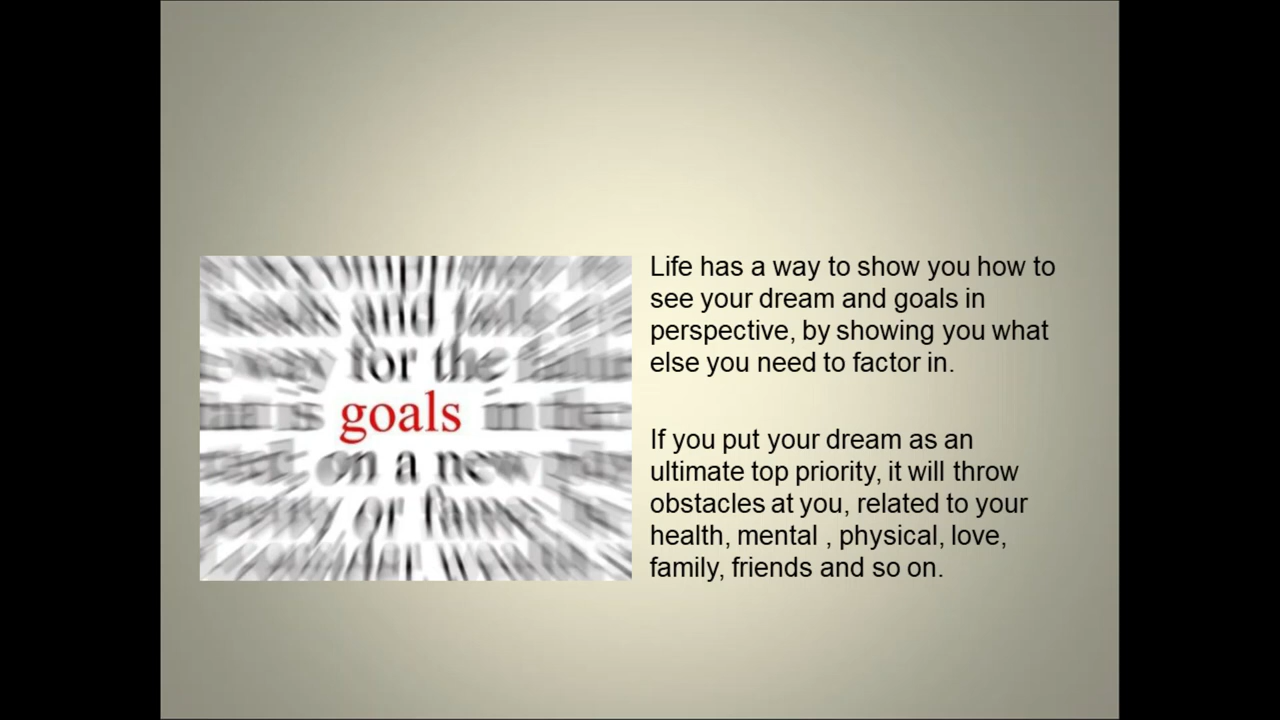 and
for the
goals in
on a new
or
Life has a way to show you how to
see your dream and goals in
perspective, by showing you what
else you need to factor in.
If you put your dream as an
ultimate top priority, it will throw
obstacles at you, related to your
health, mental , physical, love,
family, friends and so on.